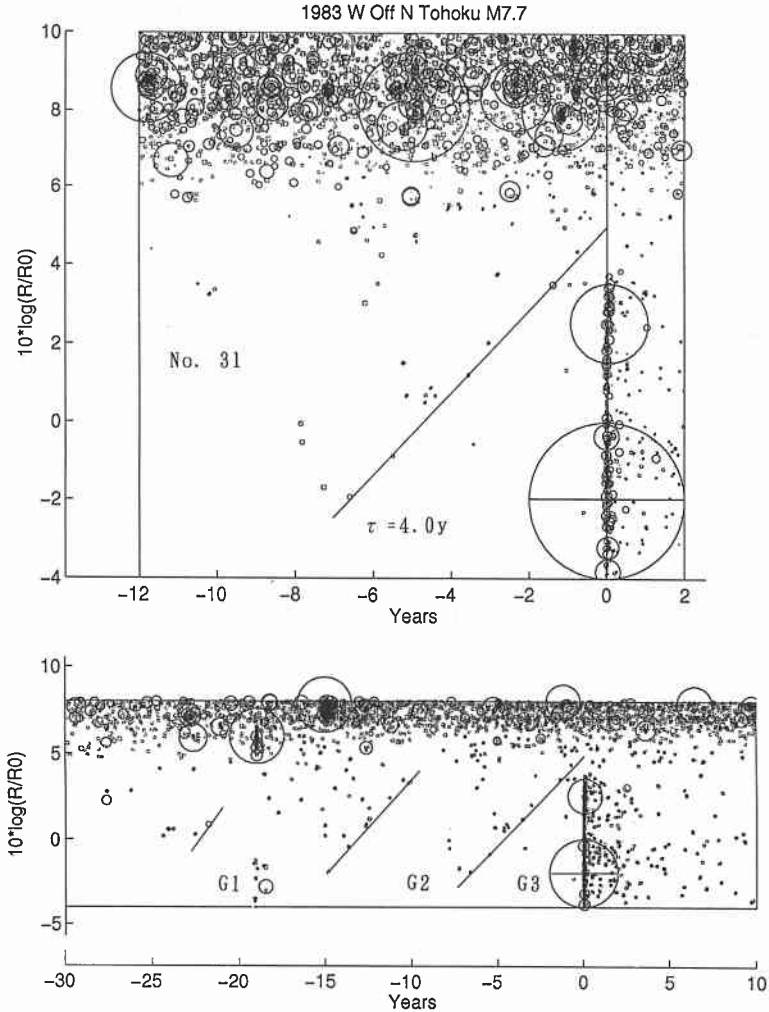 1983 W Off N Tohoku M7.7
10
8
6
4
2
0
−2
−4
10*log(R/R0)
No. 31
τ =4.0y
−12 −10 −8 −6 −4 −2 0 2
Years
10
5
0
−5
10*log(R/R0)
G1 G2 G3
−30 −25 −20 −15 −10 −5 0 5 10
Years